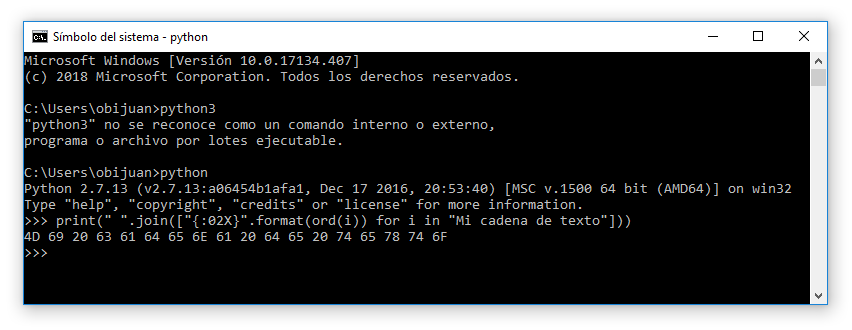 Símbolo del sistema - python
Microsoft Windows [Versión 10.0.17134.407]
(c) 2018 Microsoft Corporation. Todos los derechos reservados.
C:\Users\obijuan>python3
"python3" no se reconoce como un comando interno o externo,
programa o archivo por lotes ejecutable.
C:\Users\obijuan>python
Python 2.7.13 (v2.7.13:a06454b1afa1, Dec 17 2016, 20:53:40) [MSC v.1500 64 bit (AMD64)] on win32
Type "help", "copyright", "credits" or "license" for more information.
>>> print(" ".join(["{:02X}".format(ord(i)) for i in "Mi cadena de texto"]))
4D 69 20 63 61 64 65 6E 61 20 64 65 20 74 65 78 74 6F
>>>